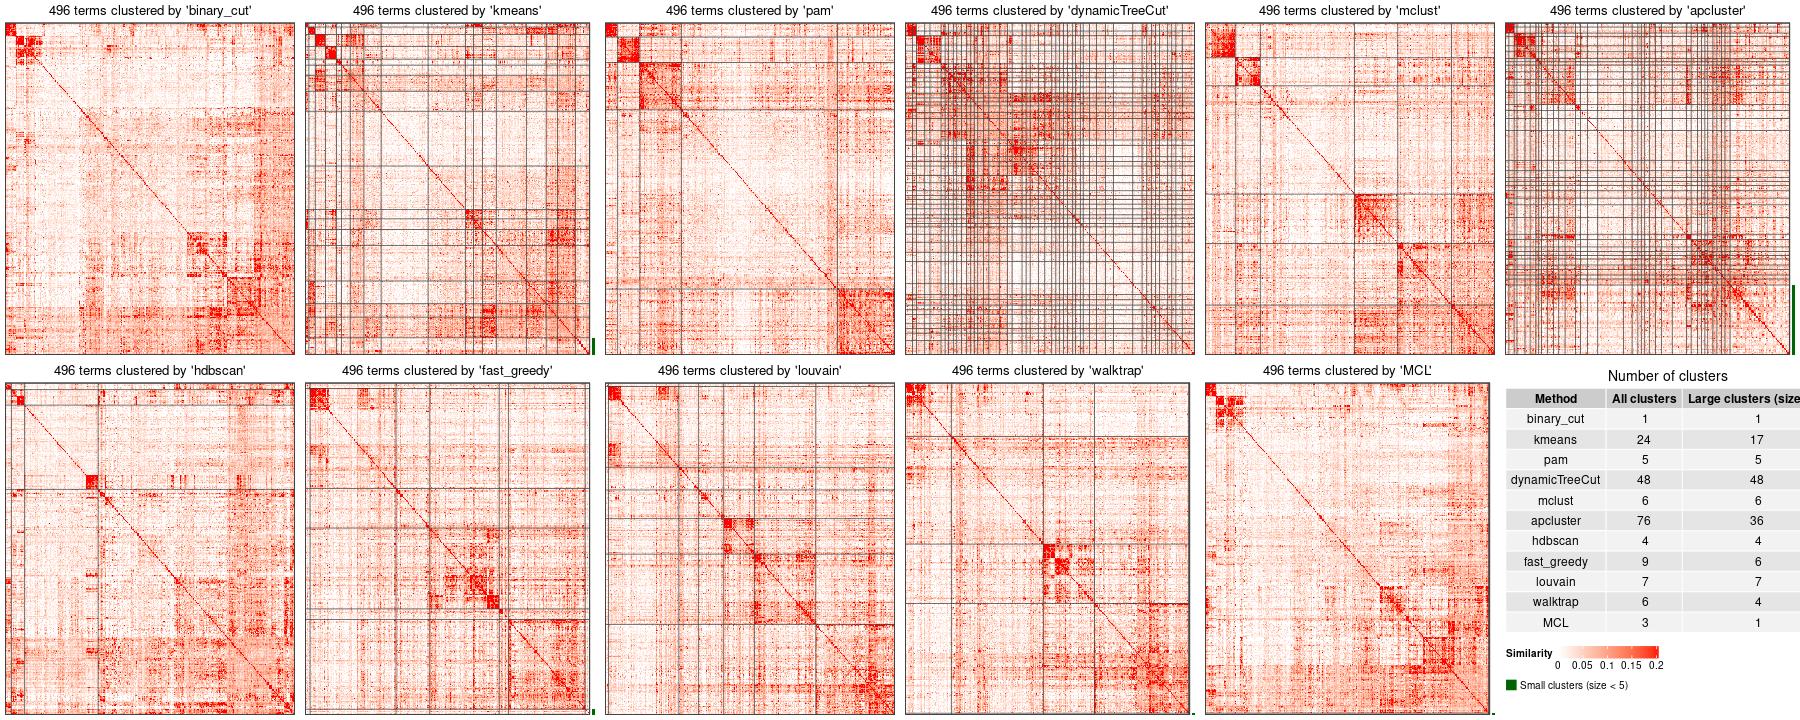 496 terms clustered by 'binary_cut'
496 terms clustered by 'kmeans'
496 terms clustered by 'pam'
496 terms clustered by 'dynamicTreeCut'
496 terms clustered by 'mclust'
496 terms clustered by 'apcluster'
496 terms clustered by 'hdbscan'
496 terms clustered by 'fast_greedy'
496 terms clustered by 'louvain'
496 terms clustered by 'walktrap'
496 terms clustered by 'MCL'
Number of clusters
Method All clusters Large clusters (size
binary_cut 1 1
kmeans 24 17
pam 5 5
dynamicTreeCut 48 48
mclust 6 6
apcluster 76 36
hdbscan 4 4
fast_greedy 9 6
louvain 7 7
walktrap 6 4
MCL 3 1
Similarity
0 0.05 0.1 0.15 0.2
Small clusters (size < 5)